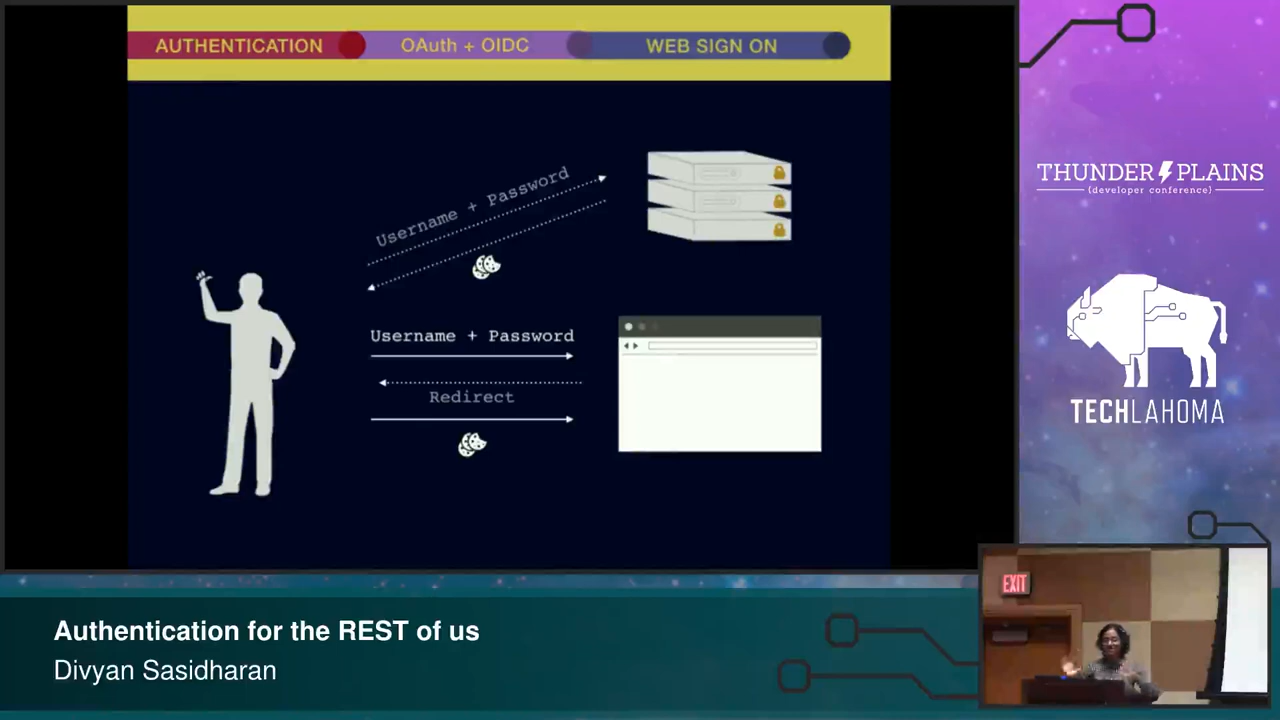 AUTHENTICATION
OAuth + OIDC
WEB SIGN ON
Username + Password
Username + Password
Redirect
THUNDER PLAINS
{developer conference}
TECHLAHOMA
EXIT
Authentication for the REST of us
Divyan Sasidharan